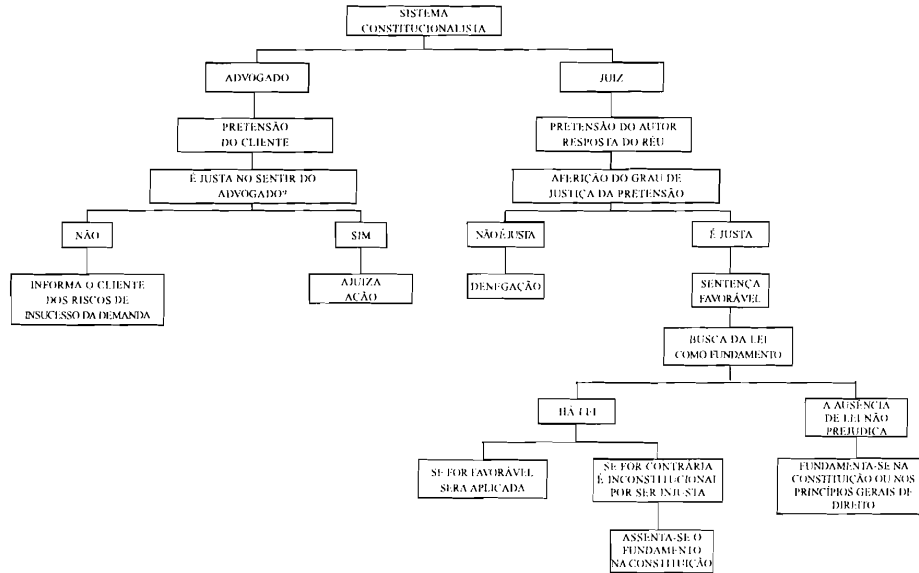 SISTEMA
CONSTITUCIONALISTA
ADVOGADO
JUIZ
PRETENSÃO
DO CLIENTE
PRETENSÃO DO AUTOR
RESPOSTA DO RÉU
É JUSTA NO SENTIR DO
ADVOGADO?
AFERIÇÃO DO GRAU DE
JUSTIÇA DA PRETENSÃO
NÃO
SIM
NÃO É JUSTA
É JUSTA
INFORMA O CLIENTE
DOS RISCOS DE
INSUCESSO DA DEMANDA
AJUIZA
AÇÃO
DENEGAÇÃO
SENTENÇA
FAVORÁVEL
BUSCA DA LEI
COMO FUNDAMENTO
HÁ LEI
A AUSÊNCIA
DE LEI NÃO
PREJUDICA
SE FOR FAVORÁVEL
SERA APLICADA
SE FOR CONTRÁRIA
É INCONSTITUCIONAL
POR SER INJUSTA
FUNDAMENTA-SE NA
CONSTITUIÇÃO OU NOS
PRINCÍPIOS GERAIS DE
DIREITO
ASSENTA-SE O
FUNDAMENTO
NA CONSTITUIÇÃO